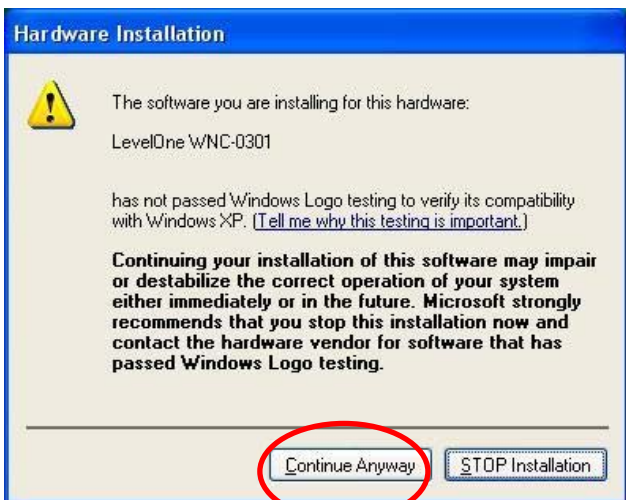 Hardware Installation
The software you are installing for this hardware:
LevelOne WNC-0301
has not passed Windows Logo testing to verify its compatibility
with Windows XP. (Tell me why this testing is important.)
Continuing your installation of this software may impair
or destabilize the correct operation of your system
either immediately or in the future. Microsoft strongly
recommends that you stop this installation now and
contact the hardware vendor for software that has
passed Windows Logo testing.
Continue Anyway
STOP Installation